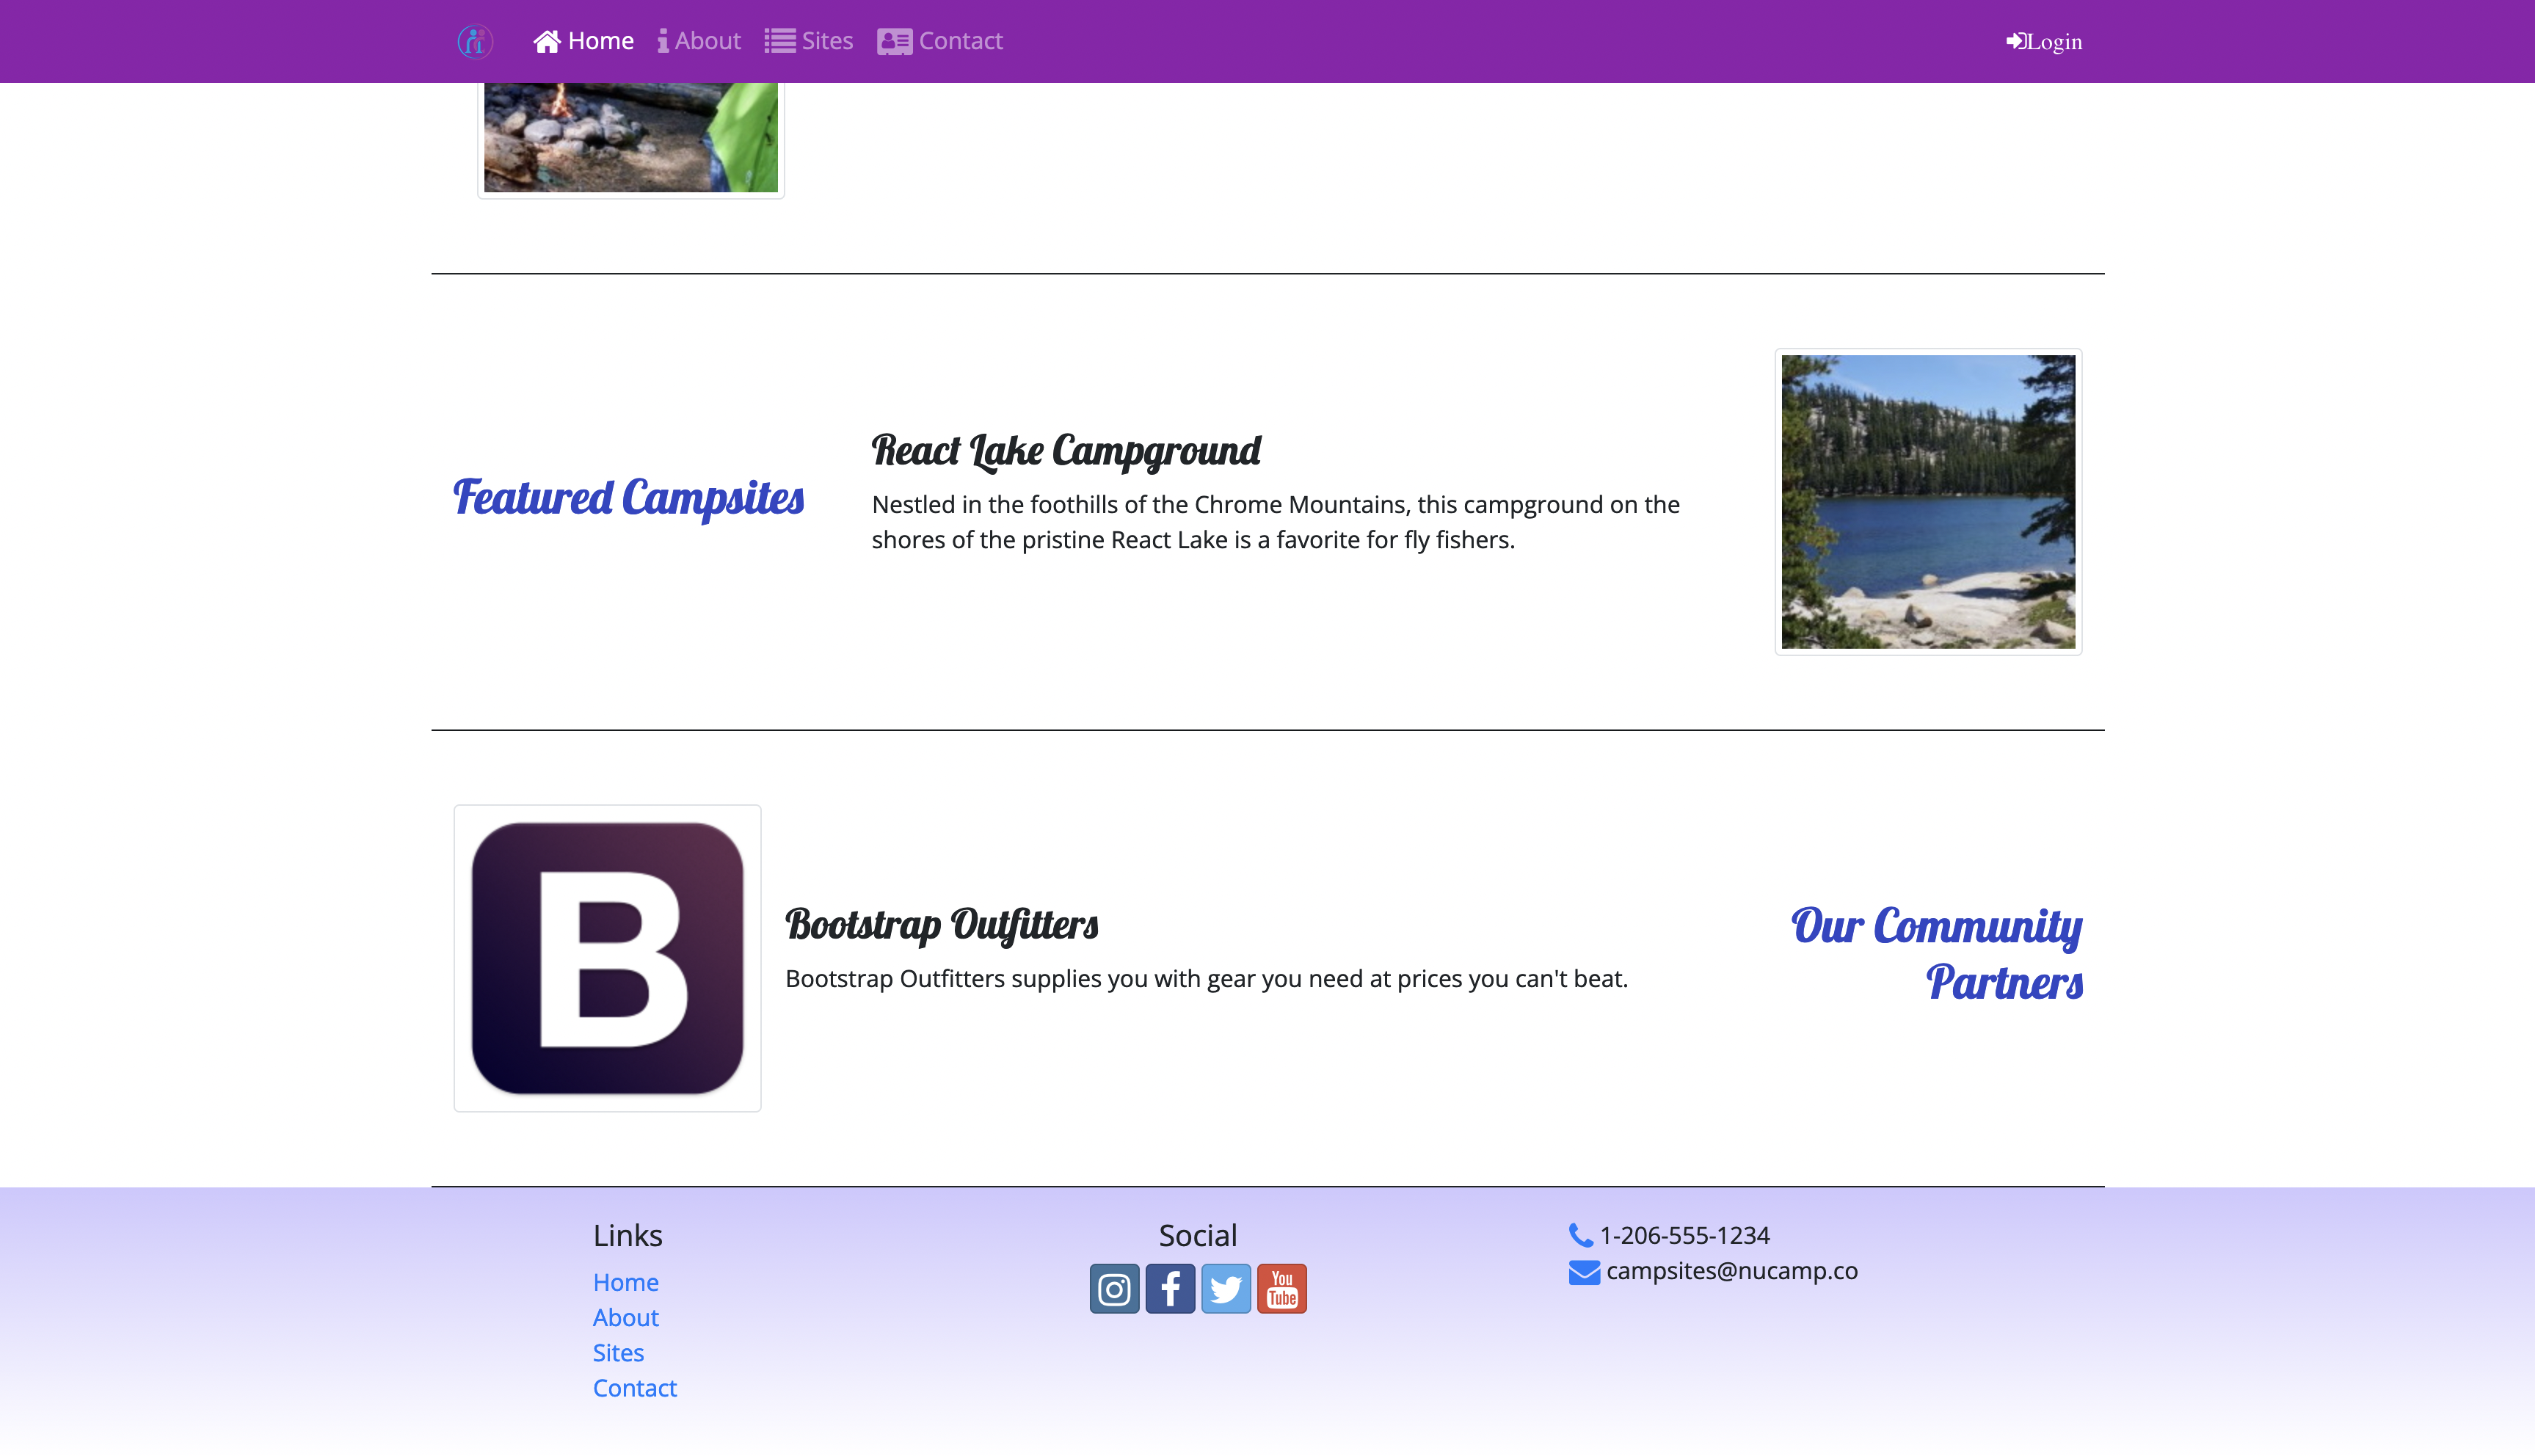 Home About Sites Contact Login
Featured Campsites
React Lake Campground
Nestled in the foothills of the Chrome Mountains, this campground on the
shores of the pristine React Lake is a favorite for fly fishers.
B
Bootstrap Outfitters
Bootstrap Outfitters supplies you with gear you need at prices you can't beat.
Our Community
Partners
Links
Home
About
Sites
Contact
Social
You
Tube
1-206-555-1234
campsites@nucamp.co